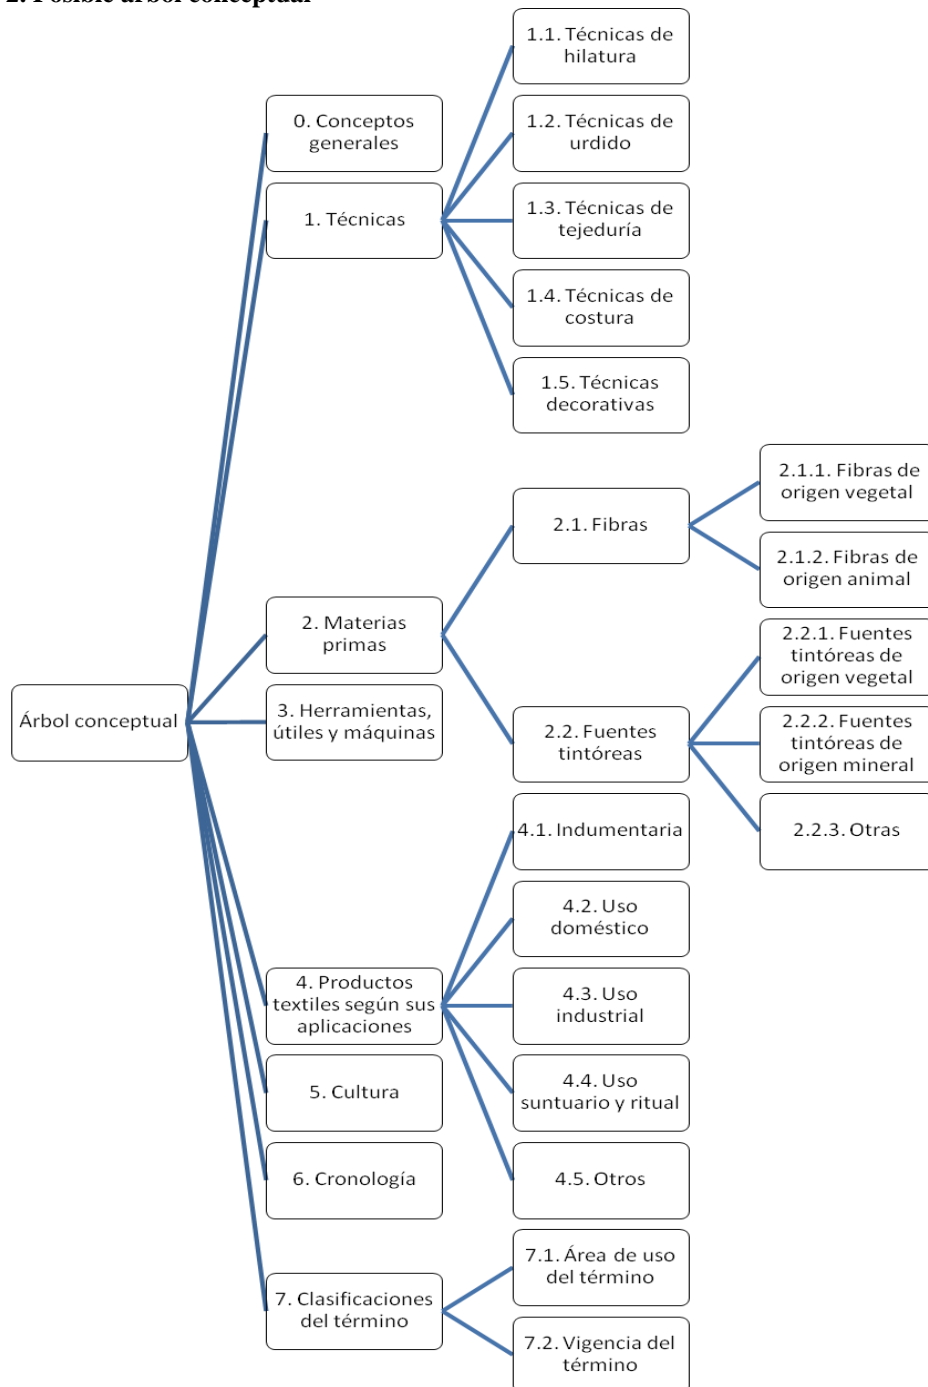 2. Posible árbol conceptual
1.1. Técnicas de
hilatura
0. Conceptos
generales
1.2. Técnicas de
urdido
1. Técnicas
1.3. Técnicas de
tejeduría
1.4. Técnicas de
costura
1.5. Técnicas
decorativas
2.1.1. Fibras de
origen vegetal
2.1. Fibras
2.1.2. Fibras de
origen animal
2. Materias
primas
2.2.1. Fuentes
tintóreas de
origen vegetal
Árbol conceptual
3. Herramientas,
útiles y máquinas
2.2. Fuentes
tintóreas
2.2.2. Fuentes
tintóreas de
origen mineral
4.1. Indumentaria
2.2.3. Otras
4.2. Uso
doméstico
4. Productos
textiles según sus
aplicaciones
4.3. Uso
industrial
5. Cultura
4.4. Uso
suntuario y ritual
6. Cronología
4.5. Otros
7.1. Área de uso
del término
7. Clasificaciones
del término
7.2. Vigencia del
término